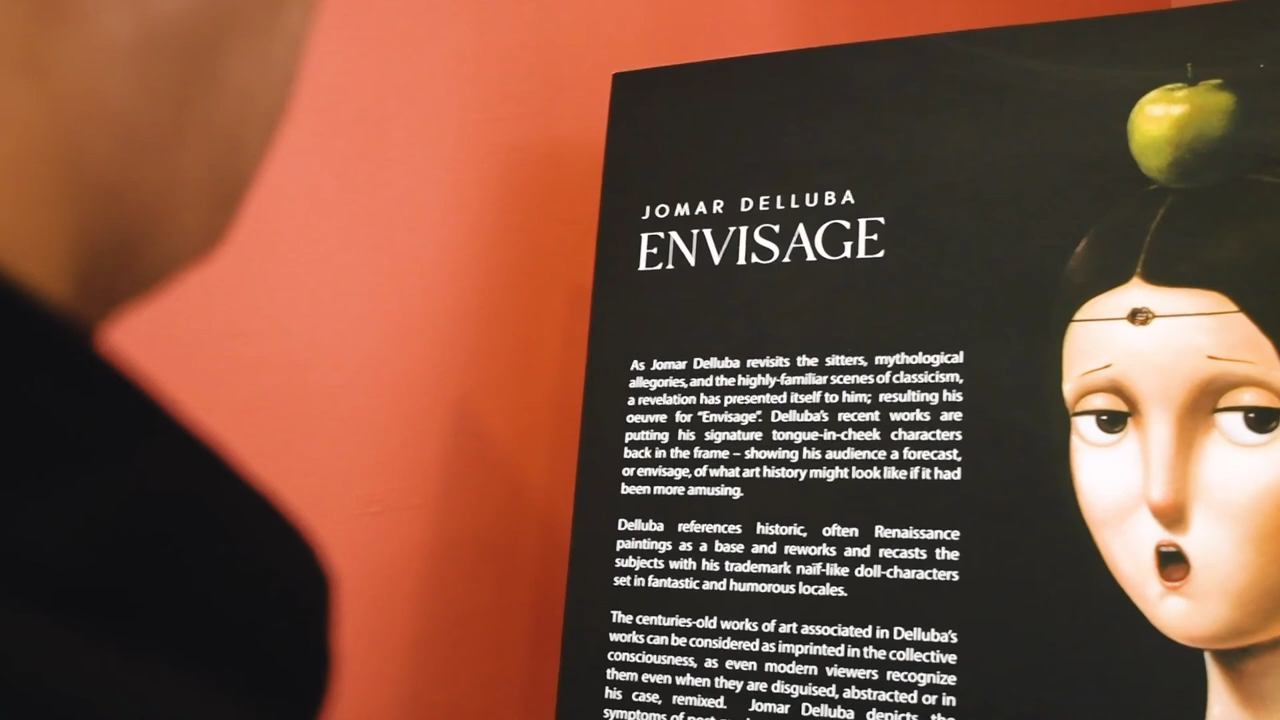 JOMAR DELLUBA
ENVISAGE
As Jomar Delluba revisits the sitters, mythological
allegories, and the highly-familiar scenes of classicism,
a revelation has presented itself to him; resulting his
oeuvre for "Envisage". Delluba's recent works are
putting his signature tongue-in-cheek characters
back in the frame – showing his audience a forecast,
or envisage, of what art history might look like if it had
been more amusing.
Delluba references historic, often Renaissance
paintings as a base and reworks and recasts the
subjects with his trademark naïf-like doll-characters
set in fantastic and humorous locales.
The centuries-old works of art associated in Delluba's
works can be considered as imprinted in the collective
consciousness, as even modern viewers recognize
them even when they are disguised, abstracted or in
his case, remixed. Jomar Delluba depicts the
symptoms of